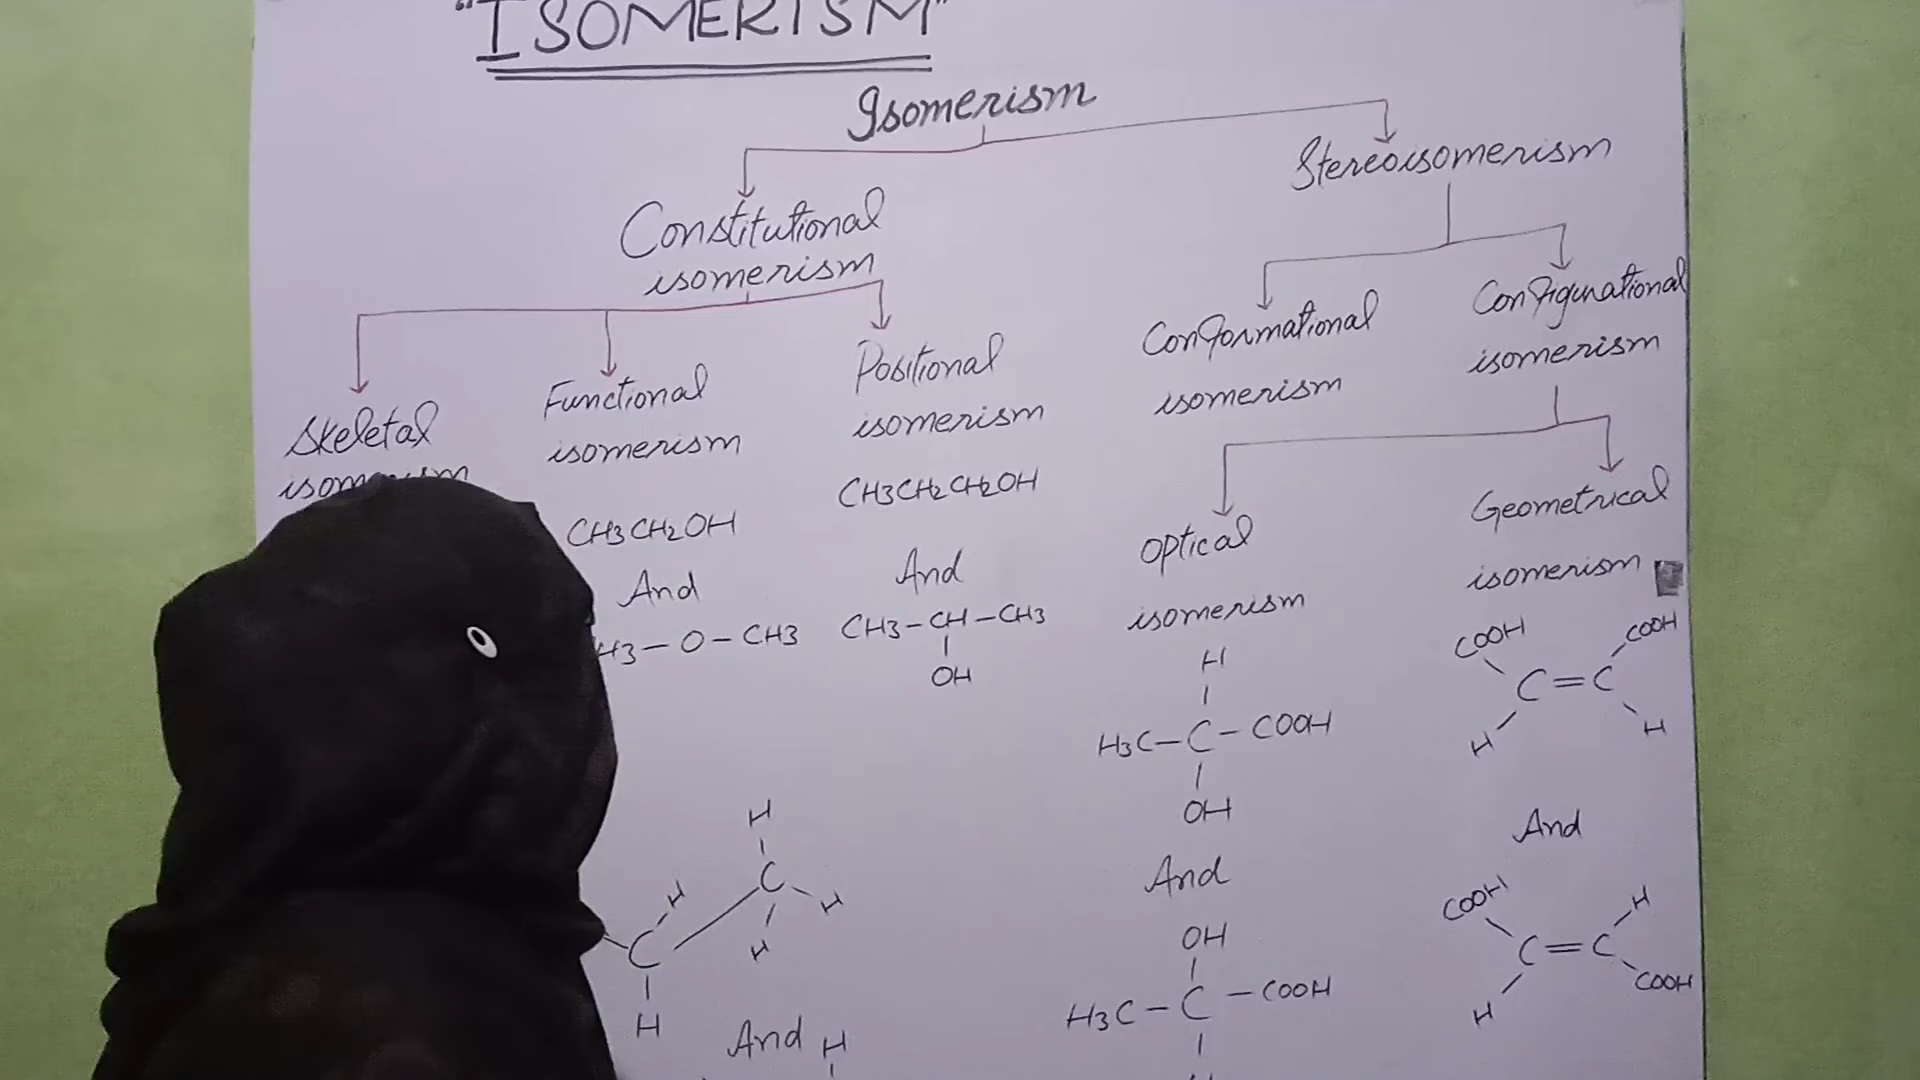 "ISOMERISM"
Isomerism
Constitutional
isomerism
Stereoisomerism
Skeletal
isomerism
Functional
isomerism
CH3CH2OH
And
H3-O-CH3
Positional
isomerism
CH3CH2CH2OH
And
CH3-CH-CH3
OH
Conformational
isomerism
Configurational
isomerism
Optical
isomerism
H
H3C-C-COOH
OH
And
OH
H3C-C-COOH
Geometrical
isomerism
COOH COOH
C=C
H H
And
COOH H
C=C
H COOH
H
C
H H
H
C
H
And H